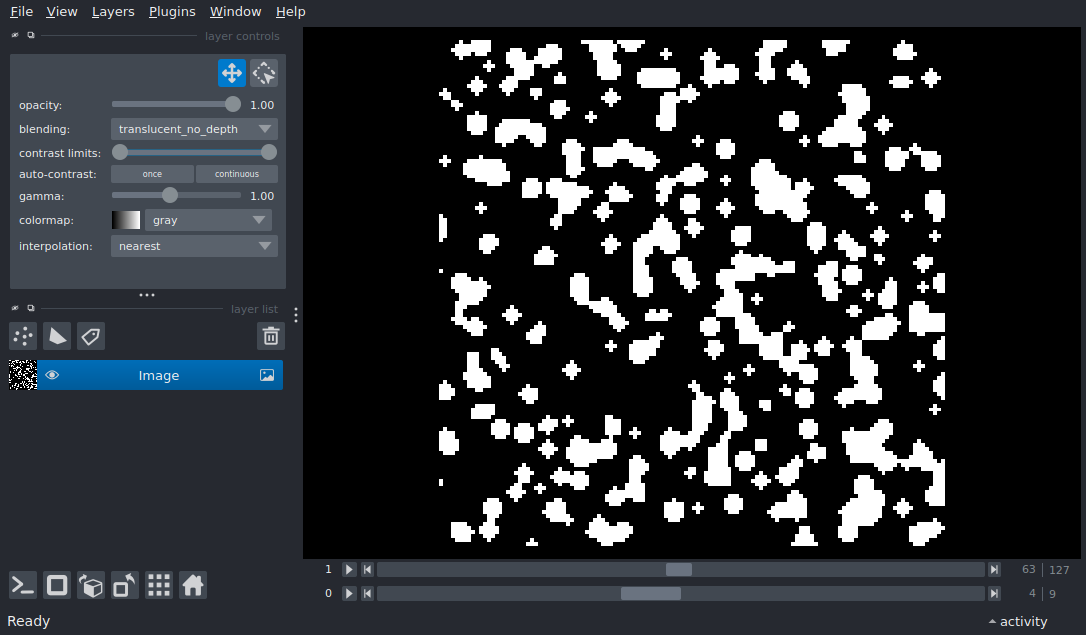 File View Layers Plugins Window Help
layer controls
opacity: 1.00
blending: translucent_no_depth
contrast limits:
auto-contrast: once continuous
gamma: 1.00
colormap: gray
interpolation: nearest
layer list
Image
1 63 127
0 4 9
Ready activity